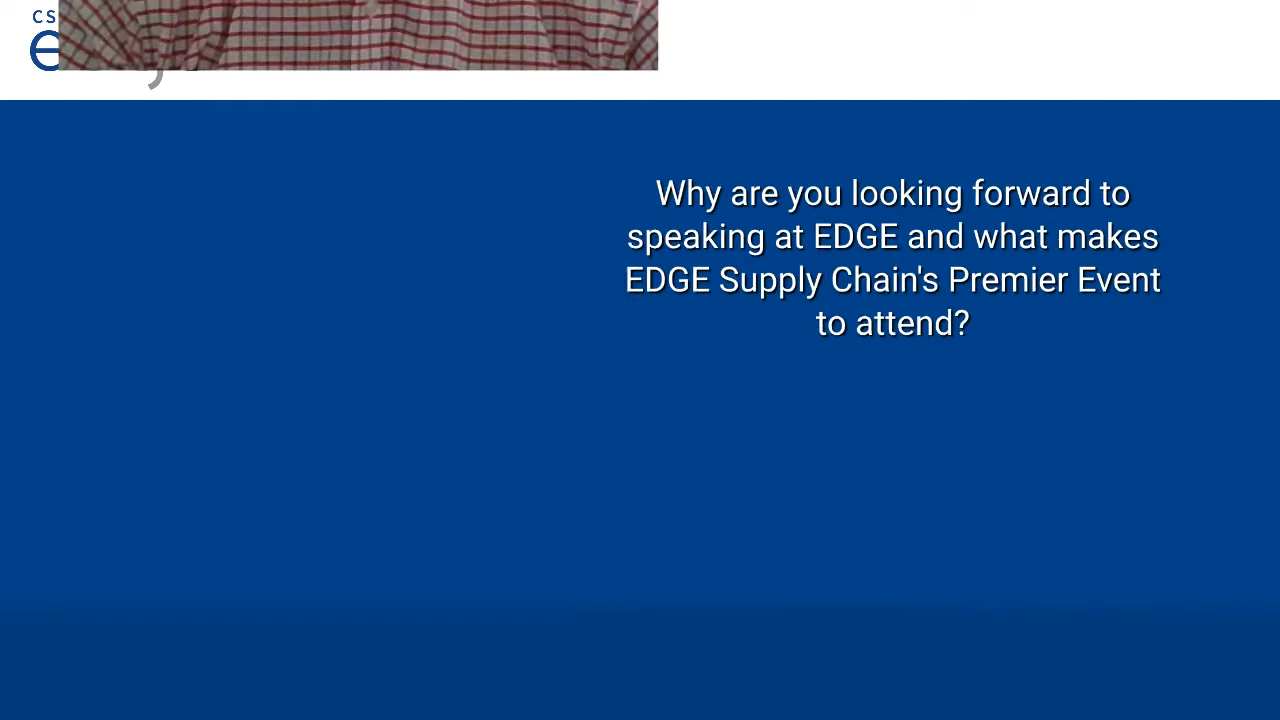 CS
e
Why are you looking forward to
speaking at EDGE and what makes
EDGE Supply Chain's Premier Event
to attend?